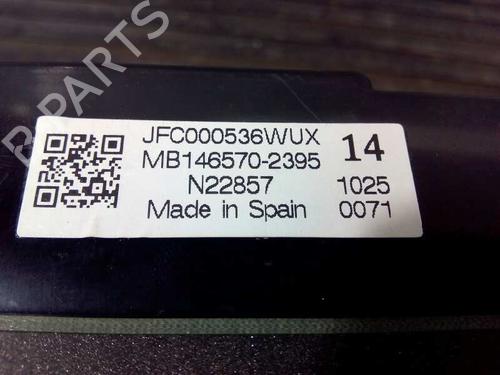 B-PARTS
JFC000536WUX 14
MB146570-2395
N22857 1025
Made in Spain 0071